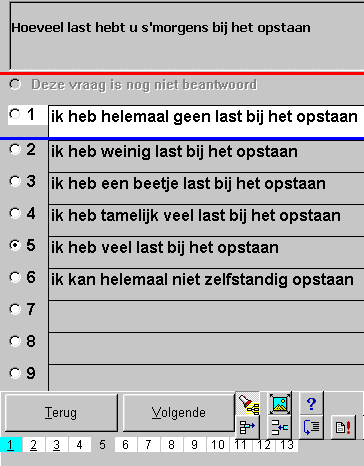 Hoeveel last hebt u s'morgens bij het opstaan
Deze vraag is nog niet beantwoord
1 ik heb helemaal geen last bij het opstaan
2 ik heb weinig last bij het opstaan
3 ik heb een beetje last bij het opstaan
4 ik heb tamelijk veel last bij het opstaan
5 ik heb veel last bij het opstaan
6 ik kan helemaal niet zelfstandig opstaan
7
8
9
Terug Volgende ?
1 2 3 4 5 6 7 8 9 10 11 12 13